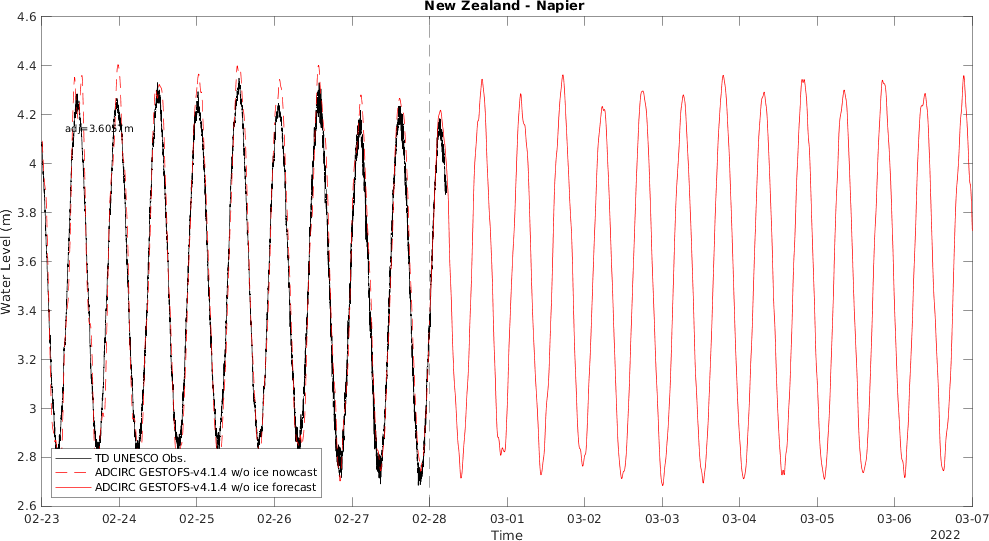 New Zealand - Napier
4.6
4.4
4.2
4
3.8
3.6
3.4
3.2
3
2.8
2.6
Water Level (m)
adj=3.6057m
TD UNESCO Obs.
ADCIRC GESTOFS-v4.1.4 w/o ice nowcast
ADCIRC GESTOFS-v4.1.4 w/o ice forecast
02-23 02-24 02-25 02-26 02-27 02-28 03-01 03-02 03-03 03-04 03-05 03-06 03-07
Time
2022